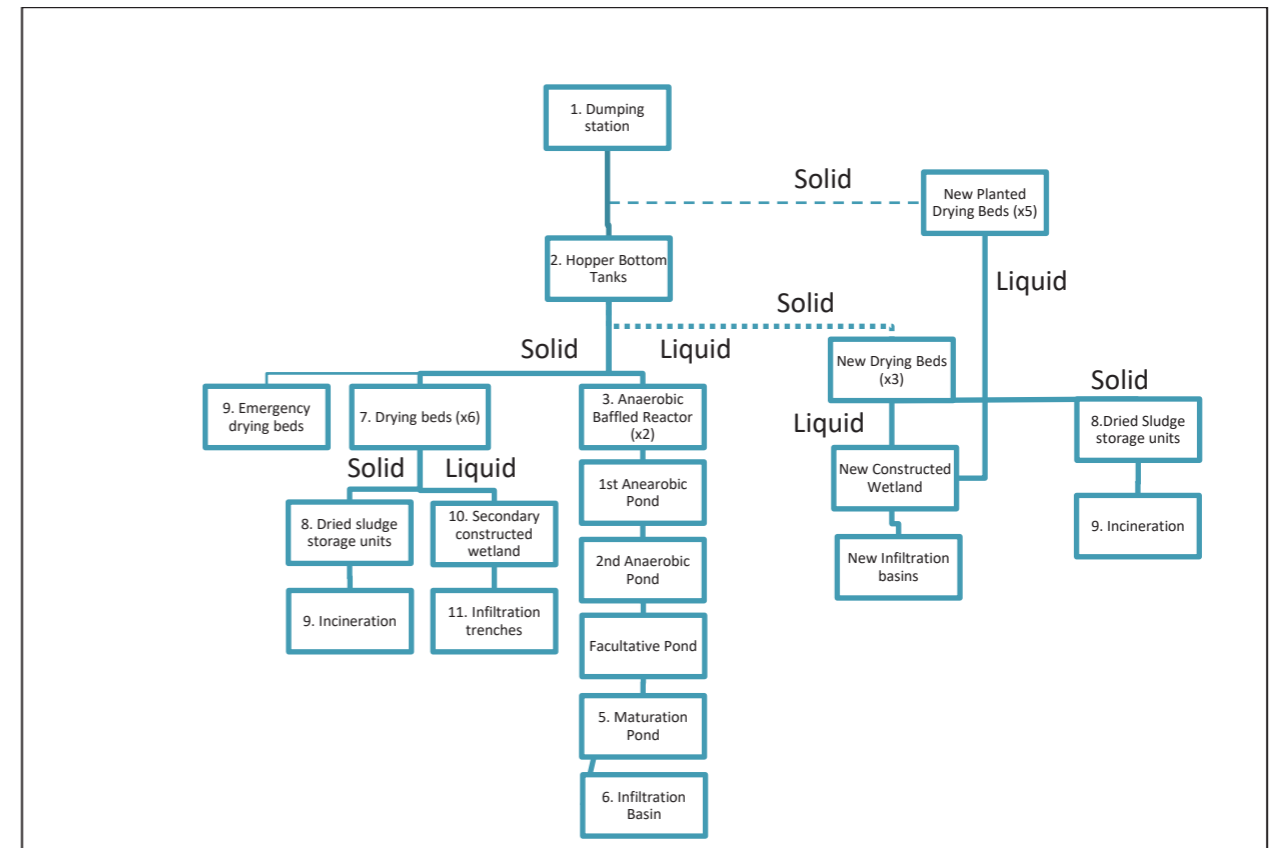 1. Dumping
station
Solid
New Planted
Drying Beds (x5)
2. Hopper Bottom
Tanks
Liquid
Solid
Solid
Liquid
New Drying Beds
(x3)
Solid
9. Emergency
drying beds
7. Drying beds (x6)
3. Anaerobic
Baffled Reactor
(x2)
Liquid
8.Dried Sludge
storage units
Solid
Liquid
New Constructed
Wetland
1st Anearobic
Pond
8. Dried sludge
storage units
10. Secondary
constructed
wetland
9. Incineration
2nd Anaerobic
Pond
New Infiltration
basins
9. Incineration
11. Infiltration
trenches
Facultative Pond
5. Maturation
Pond
6. Infiltration
Basin